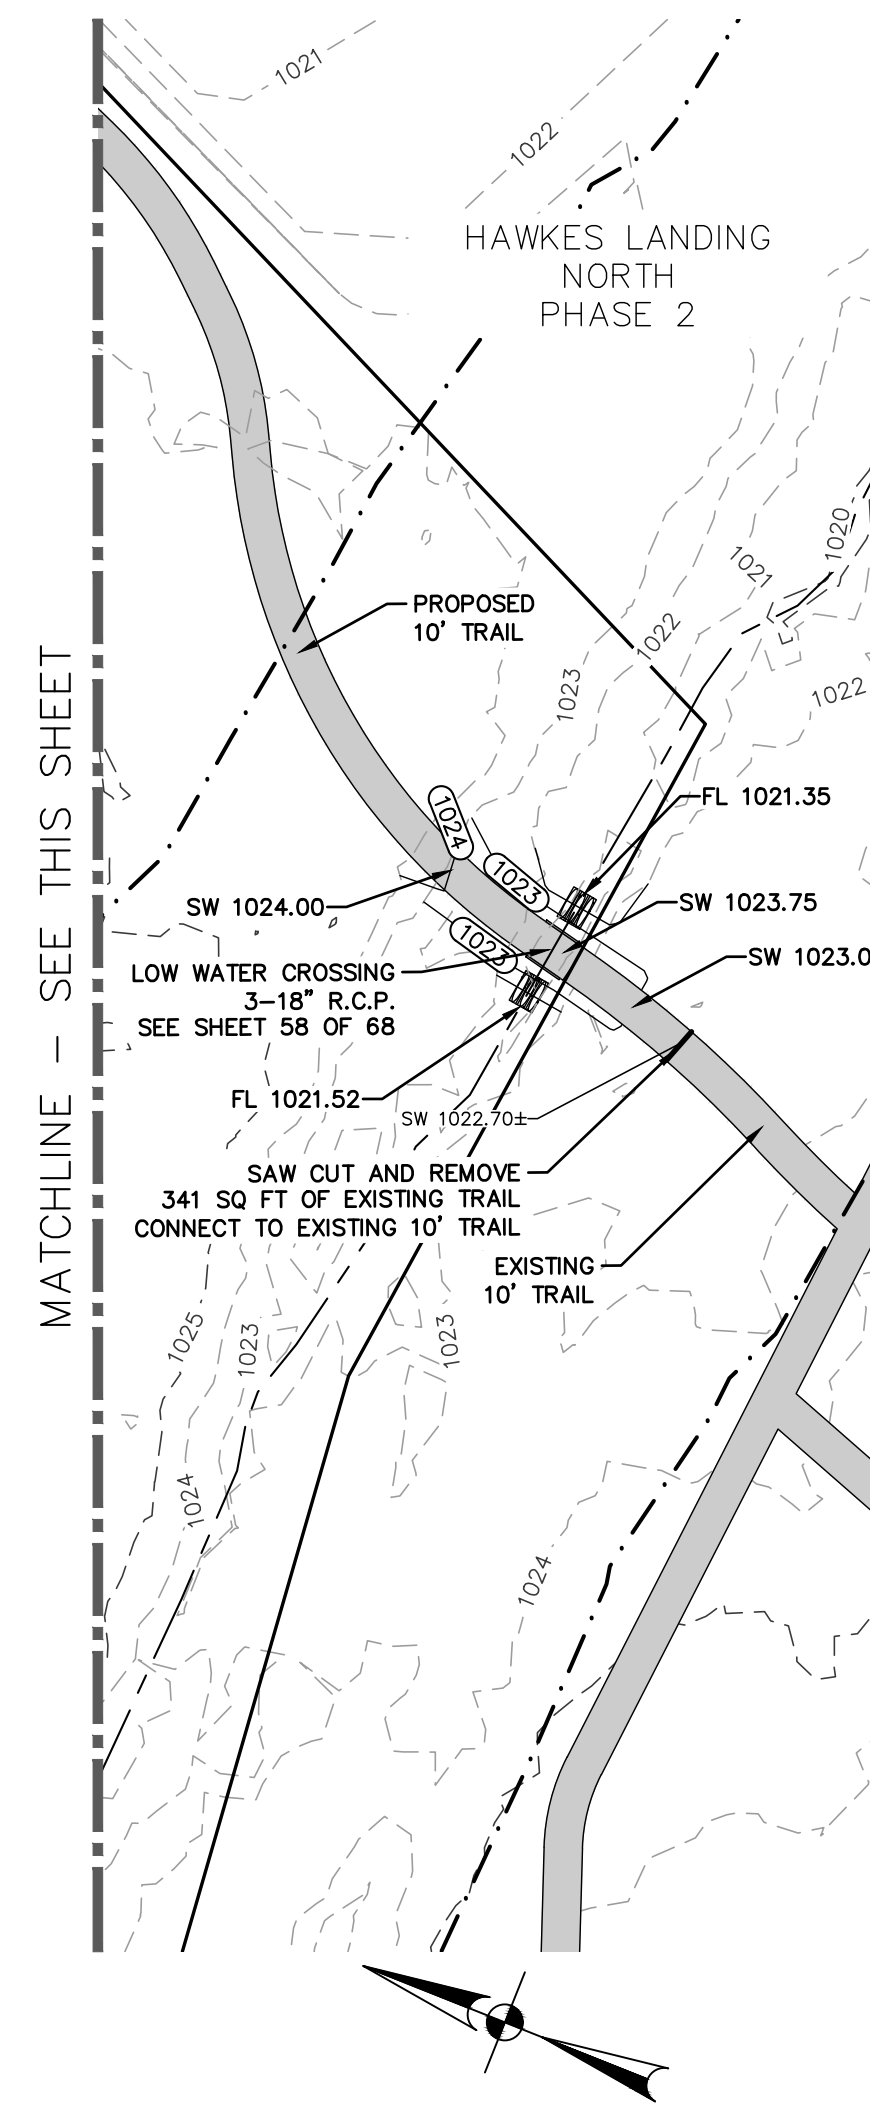 1021
1022
HAWKES LANDING
NORTH
PHASE 2
1020
1021
PROPOSED
10' TRAIL
1022
1023
1022
MATCHLINE – SEE THIS SHEET
FL 1021.35
1024
1023
SW 1024.00
SW 1023.75
1023
SW 1023.0
LOW WATER CROSSING
3–18" R.C.P.
SEE SHEET 58 OF 68
FL 1021.52
SW 1022.70±
SAW CUT AND REMOVE
341 SQ FT OF EXISTING TRAIL
CONNECT TO EXISTING 10' TRAIL
EXISTING
10' TRAIL
1025
1023
1023
1024
1024